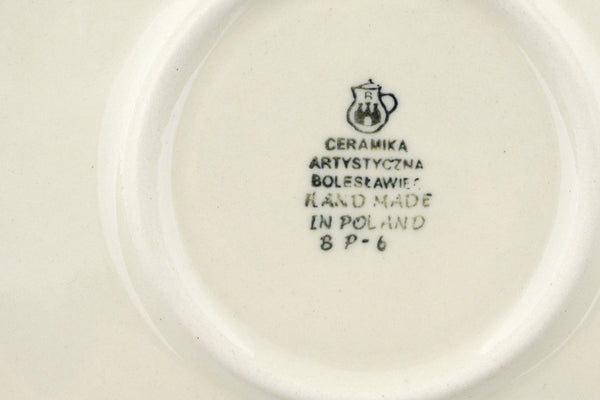 B
CERAMIKA
ARTYSTYCZNA
BOLESŁAWIEC
HAND MADE
IN POLAND
B P-6